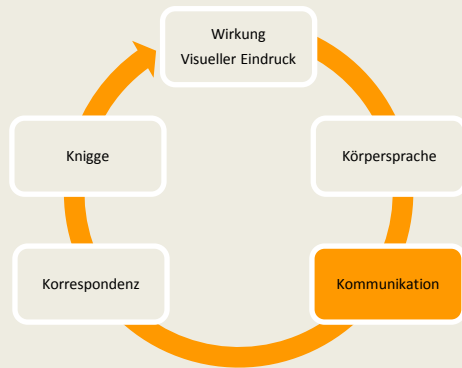 Wirkung
Visueller Eindruck
Körpersprache
Kommunikation
Korrespondenz
Knigge